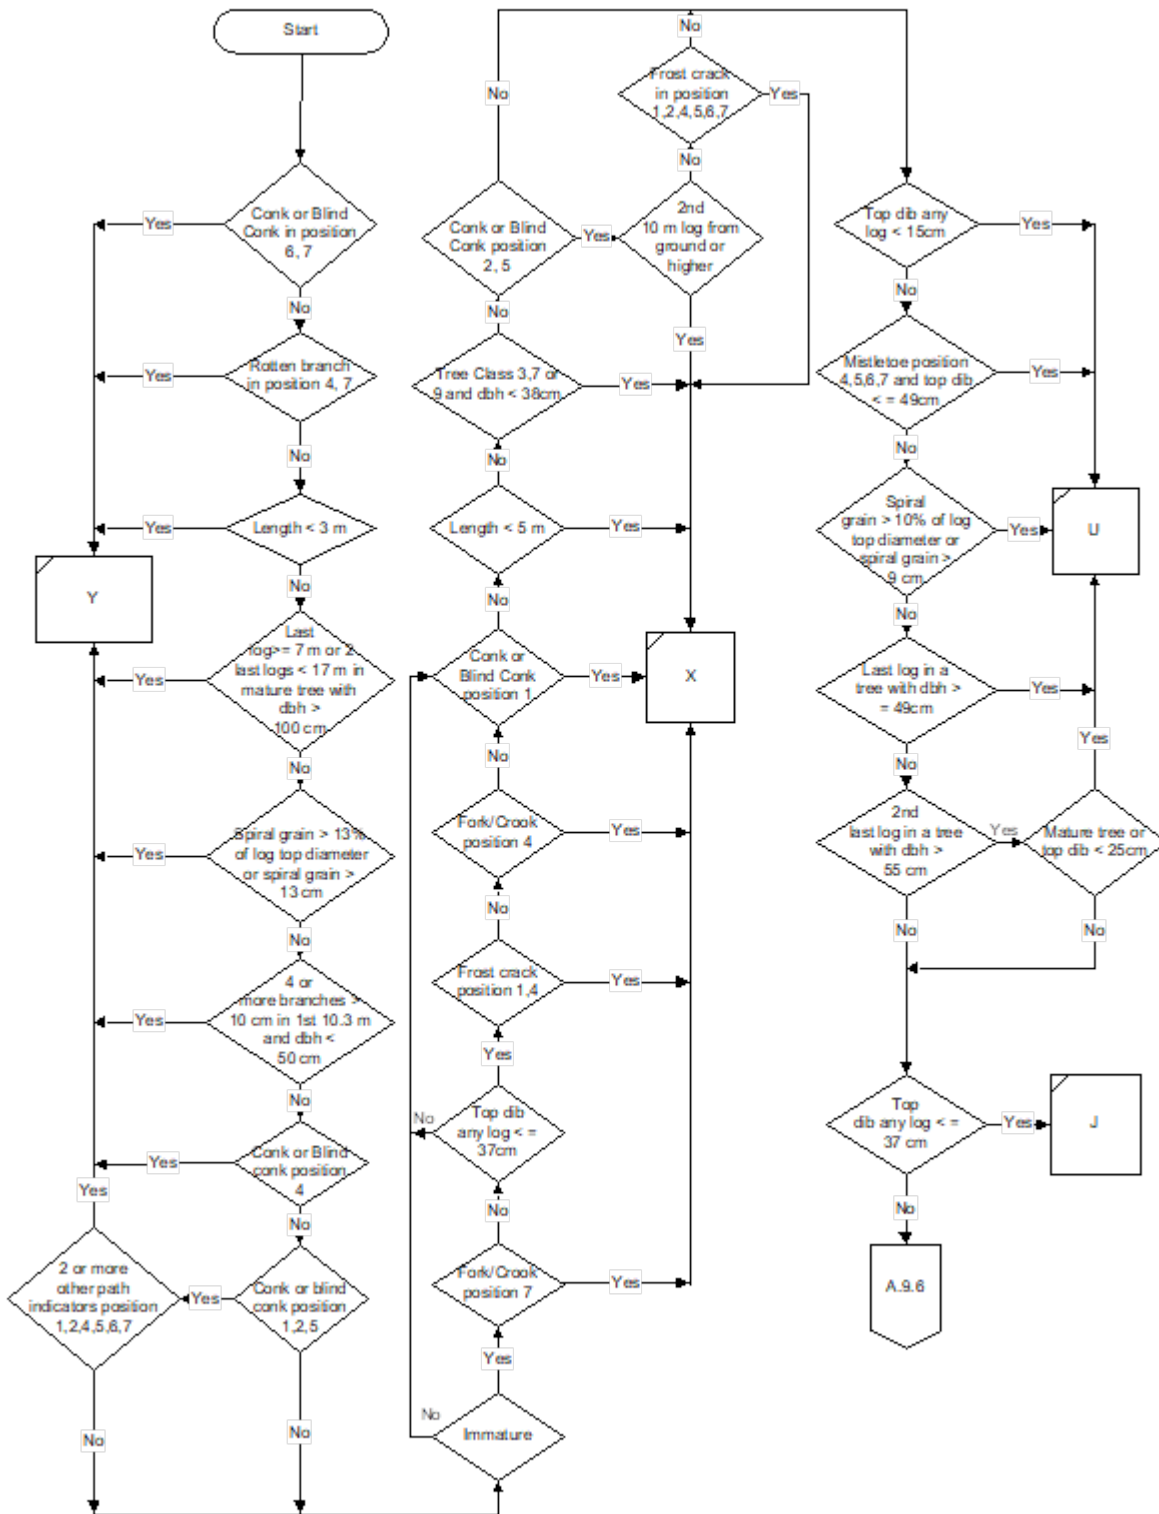 Start
Conk or Blind
Conk in position
6, 7
Yes
No
Rotten branch
in position 4, 7
Yes
No
Length < 3 m
Yes
No
Y
Last
log>= 7 m or 2
last logs < 17 m in
mature tree with
dbh >
100 cm
Yes
No
Spiral grain > 13%
of log top diameter
or spiral grain >
13 cm
Yes
No
4 or
more branches >
10 cm in 1st 10.3 m
and dbh <
50 cm
Yes
No
Conk or Blind
conk position
4
Yes
No
Conk or blind
conk position
1,2,5
Yes
No
2 or more
other path
indicators position
1,2,4,5,6,7
Yes
No
Immature
No
Yes
Fork/Crook
position 7
Yes
No
Top dib
any log < =
37cm
No
Yes
Frost crack
position 1,4
Yes
No
Fork/Crook
position 4
Yes
No
Conk or
Blind Conk
position 1
Yes
No
X
Length < 5 m
Yes
No
Tree Class 3,7 or
9 and dbh < 38cm
Yes
No
Conk or Blind
Conk position
2, 5
Yes
No
2nd
10 m log from
ground or
higher
Yes
No
Frost crack
in position
1,2,4,5,6,7
Yes
No
Top dib any
log < 15cm
Yes
No
Mistletoe position
4,5,6,7 and top dib
< = 49cm
Yes
No
Spiral
grain > 10% of log
top diameter or
spiral grain >
9 cm
Yes
No
U
Last log in a
tree with dbh >
= 49cm
Yes
No
2nd
last log in a tree
with dbh >
55 cm
Yes
No
Mature tree or
top dib < 25cm
Yes
No
Top
dib any log < =
37 cm
Yes
No
J
A.9.6